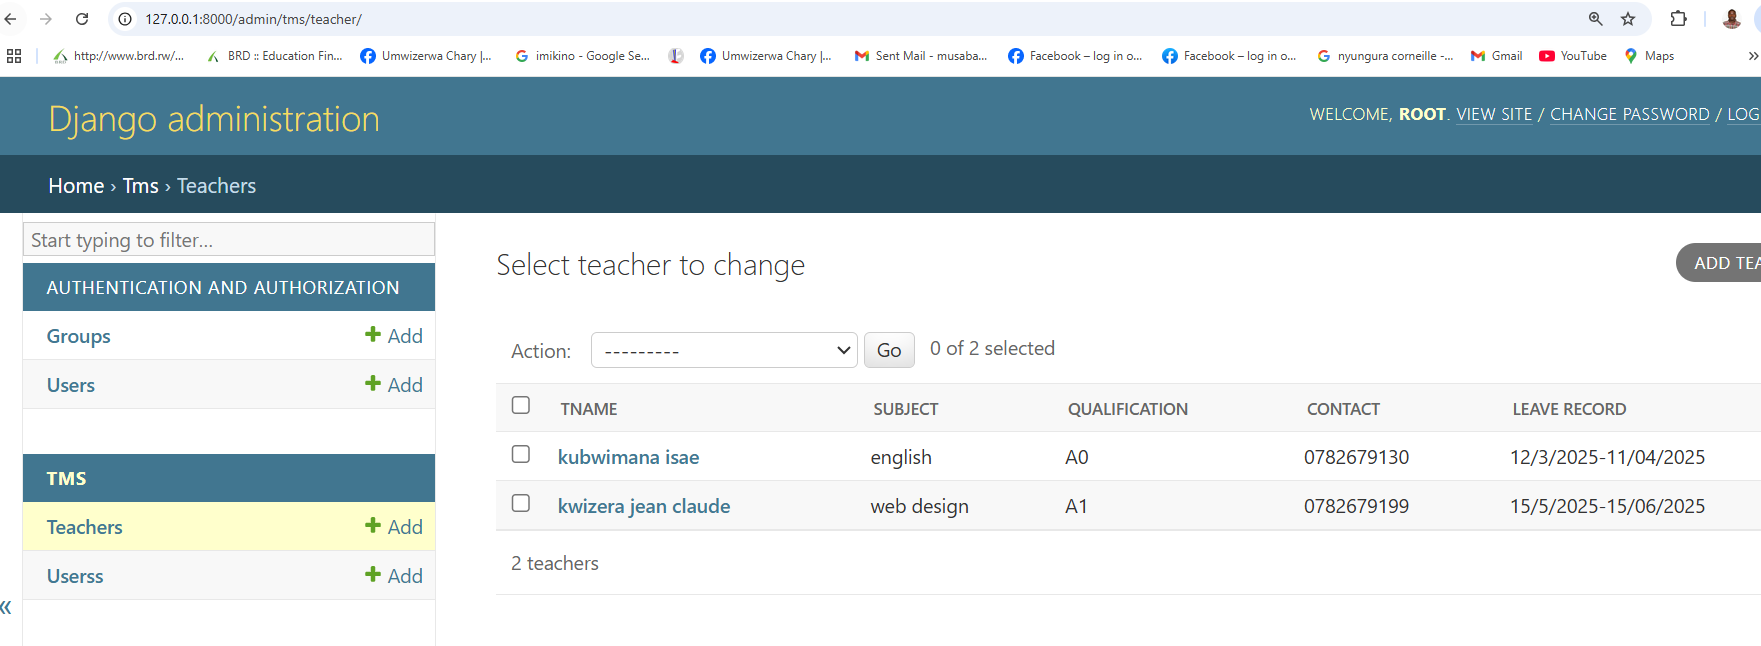 127.0.0.1:8000/admin/tms/teacher/
http://www.brd.rw/... BRD :: Education Fin... Umwizerwa Chary |... imikino - Google Se... Umwizerwa Chary |... Sent Mail - musaba... Facebook – log in o... Facebook – log in o... nyungura corneille -... Gmail YouTube Maps
Django administration
WELCOME, ROOT. VIEW SITE / CHANGE PASSWORD / LOG
Home › Tms › Teachers
Start typing to filter...
AUTHENTICATION AND AUTHORIZATION
Groups + Add
Users + Add
TMS
Teachers + Add
Userss + Add
«
Select teacher to change
ADD TEA
Action: --------- Go 0 of 2 selected
TNAME SUBJECT QUALIFICATION CONTACT LEAVE RECORD
kubwimana isae english A0 0782679130 12/3/2025-11/04/2025
kwizera jean claude web design A1 0782679199 15/5/2025-15/06/2025
2 teachers